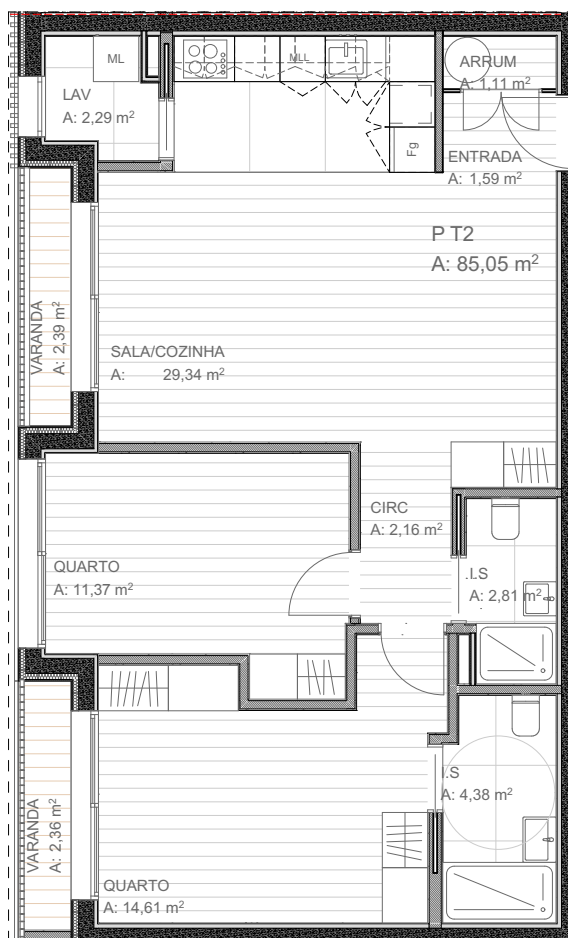 ML
MLL
ARRUM
A: 1,11 m²
LAV
A: 2,29 m²
Fg
ENTRADA
A: 1,59 m²
P T2
A: 85,05 m²
VARANDA
A: 2,39 m²
SALA/COZINHA
A: 29,34 m²
CIRC
A: 2,16 m²
QUARTO
A: 11,37 m²
.I.S
A: 2,81 m²
I.S
A: 4,38 m²
VARANDA
A: 2,36 m²
QUARTO
A: 14,61 m²